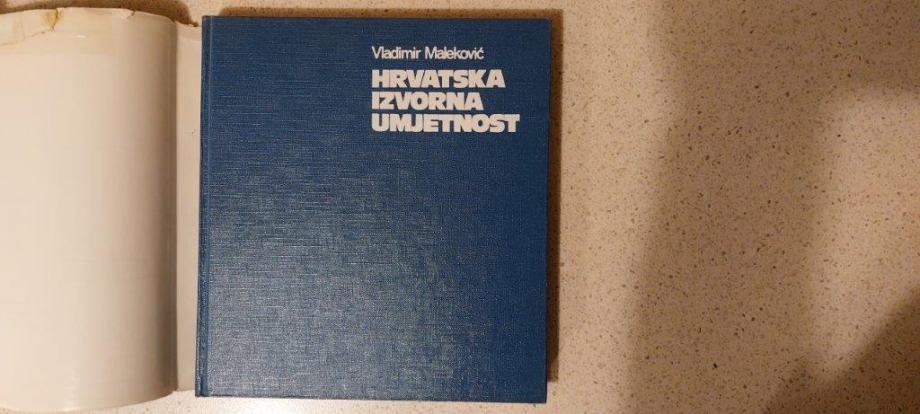 Vladimir Maleković
HRVATSKA
IZVORNA
UMJETNOST